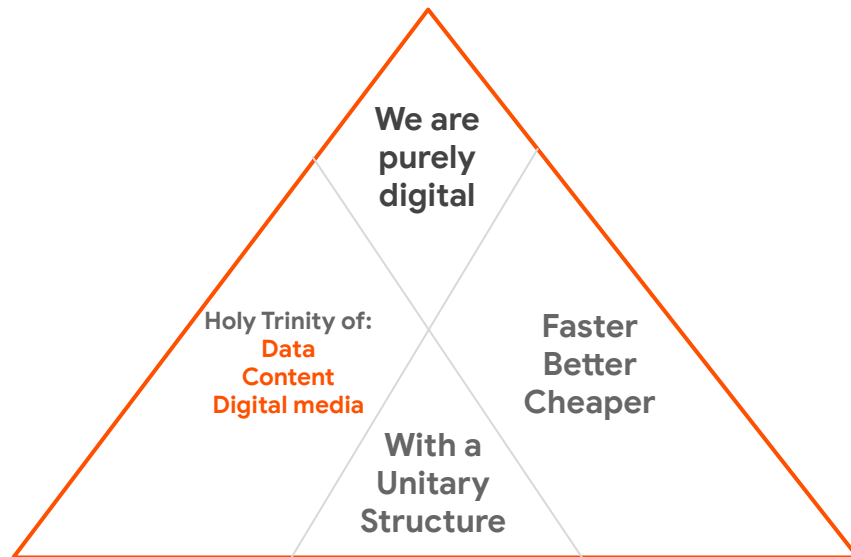 We are
purely
digital
Holy Trinity of:
Data
Content
Digital media
Faster
Better
Cheaper
With a
Unitary
Structure